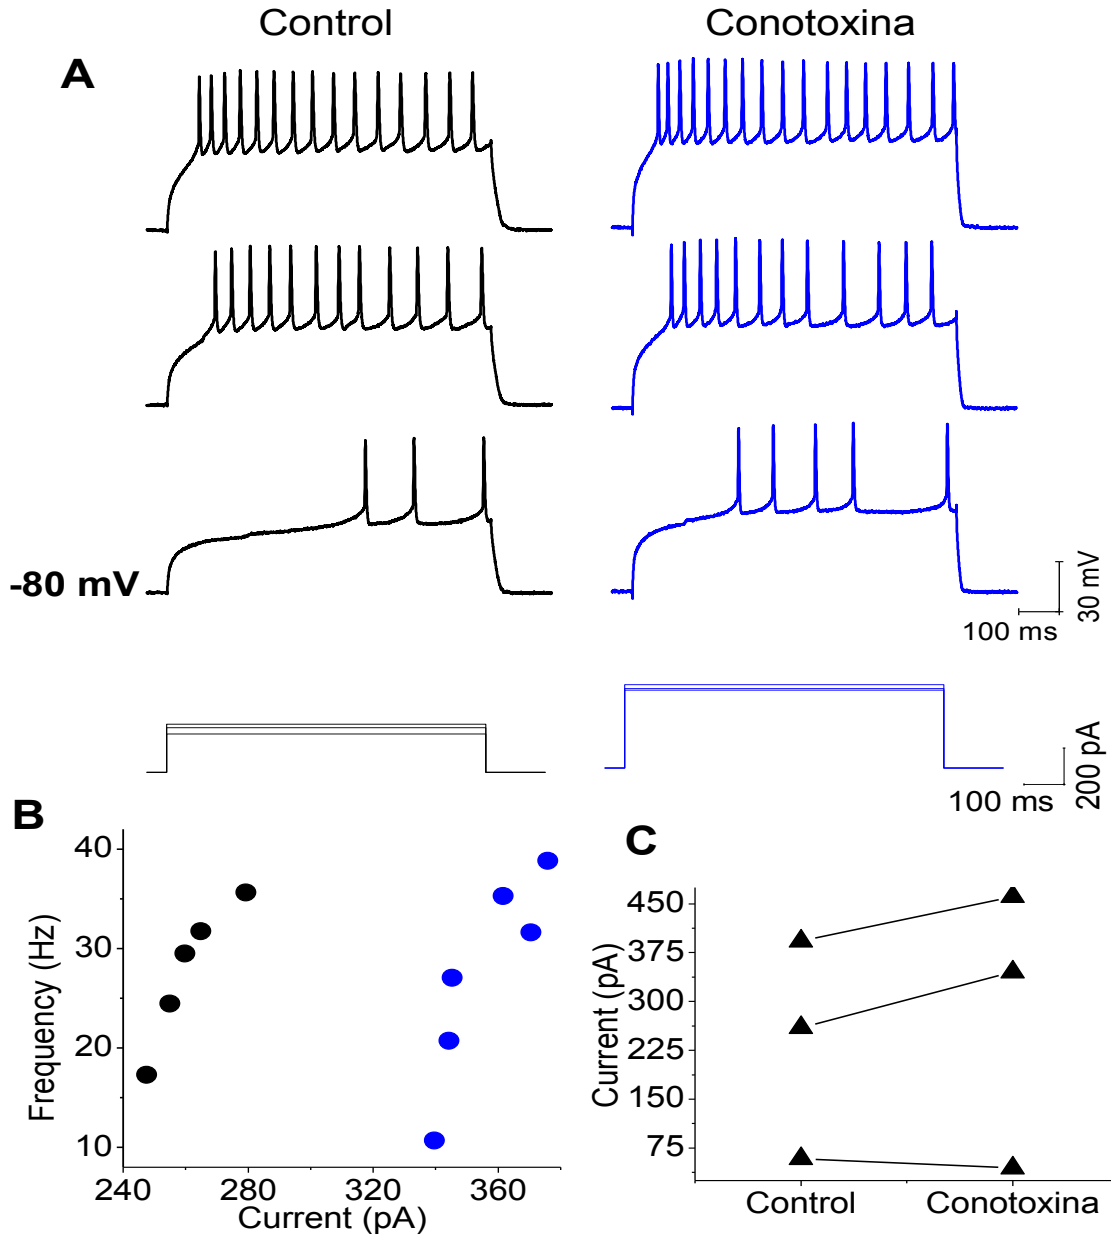 Control
Conotoxina
A
-80 mV
30 mV
100 ms
200 pA
100 ms
B
40
30
20
10
Frequency (Hz)
240
280
320
360
Current (pA)
C
450
375
300
225
150
75
Current (pA)
Control
Conotoxina